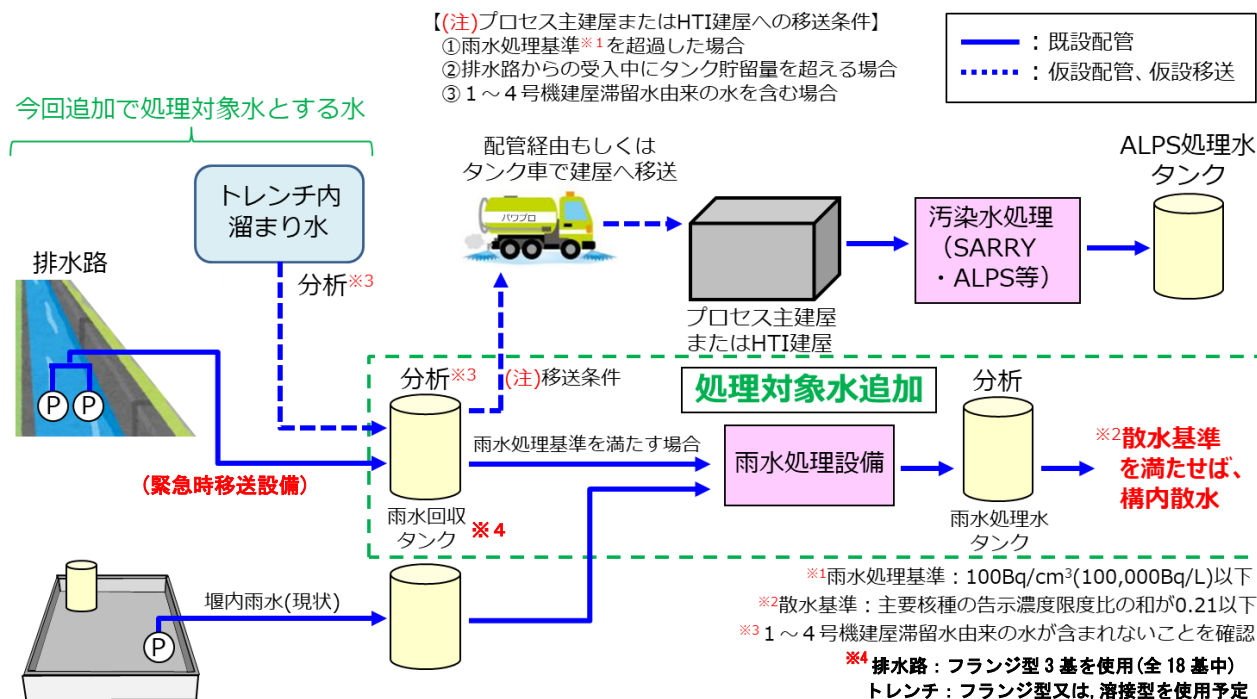 【(注)プロセス主建屋またはHTI建屋への移送条件】
①雨水処理基準※1を超過した場合
②排水路からの受入中にタンク貯留量を超える場合
③１～４号機建屋滞留水由来の水を含む場合
：既設配管
：仮設配管、仮設移送
今回追加で処理対象水とする水
トレンチ内
溜まり水
配管経由もしくは
タンク車で建屋へ移送
パワプロ
ALPS処理水
タンク
汚染水処理
（SARRY
・ALPS等）
排水路
分析※3
プロセス主建屋
またはHTI建屋
P
P
(緊急時移送設備)
分析※3
(注)移送条件
処理対象水追加
分析
雨水処理基準を満たす場合
雨水処理設備
※2散水基準
を満たせば、
構内散水
雨水回収
タンク
※４
雨水処理水
タンク
堰内雨水(現状)
P
※1雨水処理基準：100Bq/cm³(100,000Bq/L)以下
※2散水基準：主要核種の告示濃度限度比の和が0.21以下
※3１～４号機建屋滞留水由来の水が含まれないことを確認
※4 排水路：フランジ型 3 基を使用(全 18 基中)
トレンチ：フランジ型又は, 溶接型を使用予定